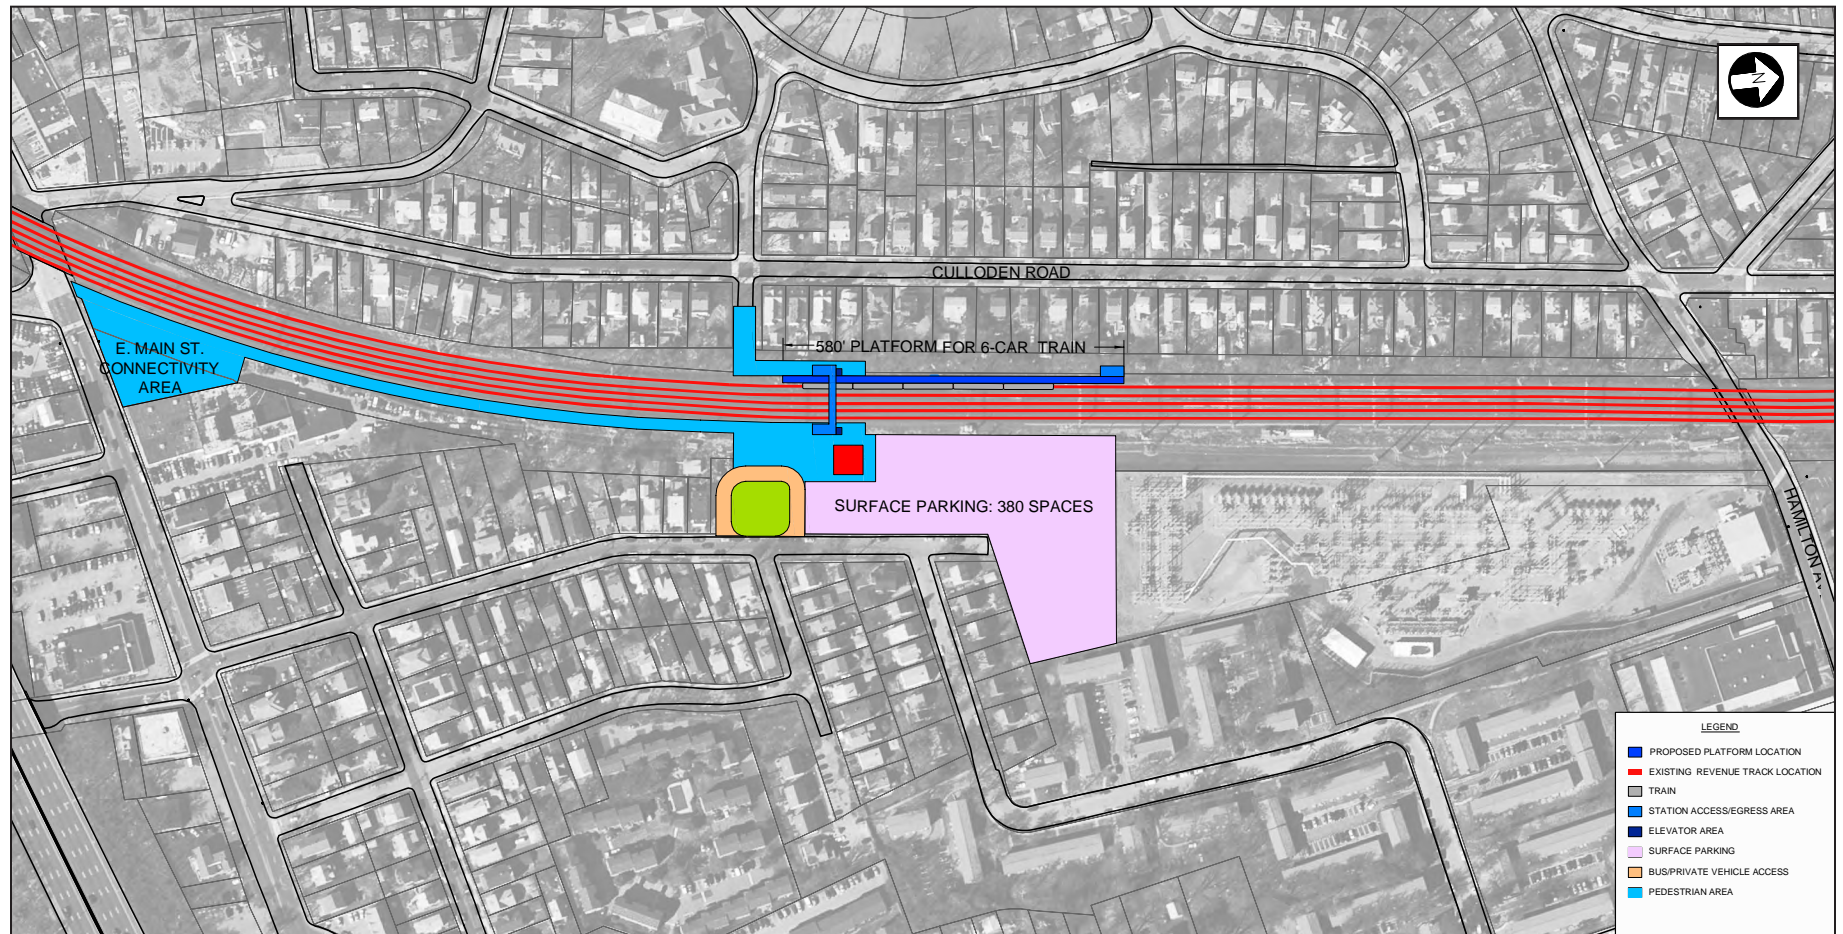 N
CULLODEN ROAD
580' PLATFORM FOR 6-CAR TRAIN
E. MAIN ST.
CONNECTIVITY
AREA
SURFACE PARKING: 380 SPACES
HAMILTON A
LEGEND
PROPOSED PLATFORM LOCATION
EXISTING REVENUE TRACK LOCATION
TRAIN
STATION ACCESS/EGRESS AREA
ELEVATOR AREA
SURFACE PARKING
BUS/PRIVATE VEHICLE ACCESS
PEDESTRIAN AREA